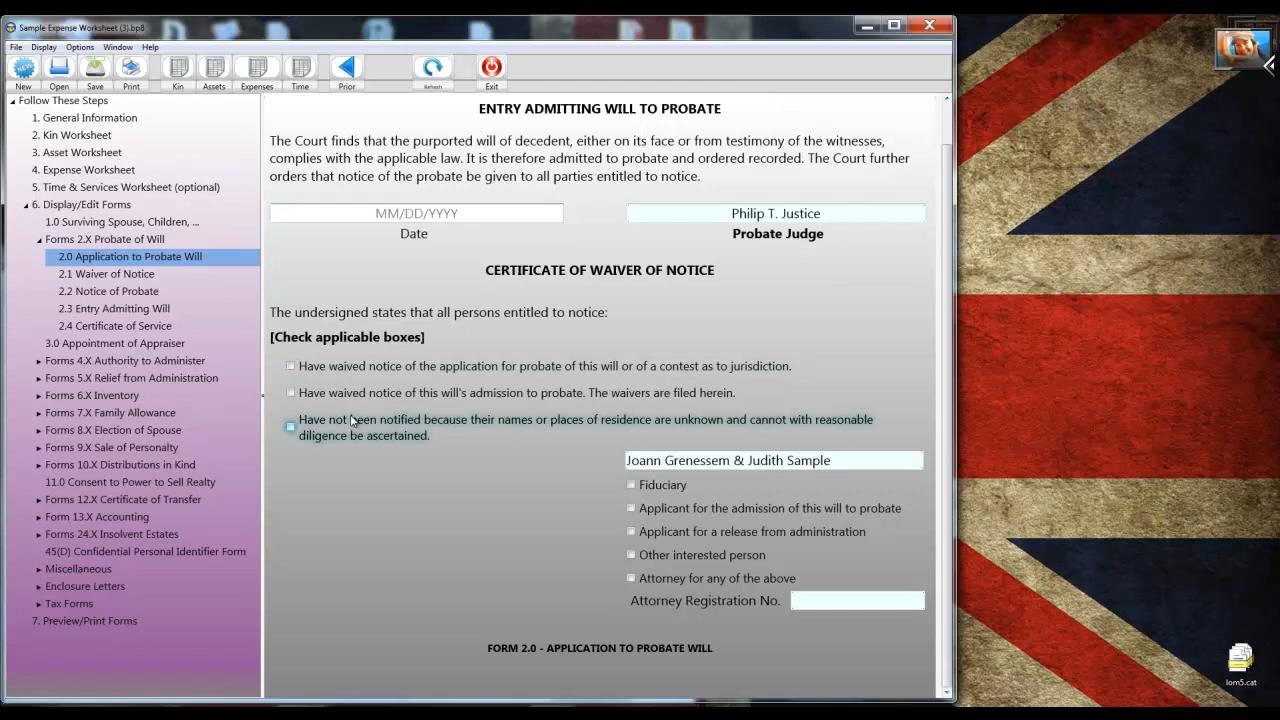 Sample Expense Worksheet (3).bp8
File Display Options Window Help
New Open Save Print Kin Assets Expenses Time Prior Refresh Exit
Follow These Steps
1. General Information
2. Kin Worksheet
3. Asset Worksheet
4. Expense Worksheet
5. Time & Services Worksheet (optional)
6. Display/Edit Forms
1.0 Surviving Spouse, Children, ...
Forms 2.X Probate of Will
2.0 Application to Probate Will
2.1 Waiver of Notice
2.2 Notice of Probate
2.3 Entry Admitting Will
2.4 Certificate of Service
3.0 Appointment of Appraiser
Forms 4.X Authority to Administer
Forms 5.X Relief from Administration
Forms 6.X Inventory
Forms 7.X Family Allowance
Forms 8.X Election of Spouse
Forms 9.X Sale of Personalty
Forms 10.X Distributions in Kind
11.0 Consent to Power to Sell Realty
Forms 12.X Certificate of Transfer
Form 13.X Accounting
Forms 24.X Insolvent Estates
45(D) Confidential Personal Identifier Form
Miscellaneous
Enclosure Letters
Tax Forms
7. Preview/Print Forms
ENTRY ADMITTING WILL TO PROBATE
The Court finds that the purported will of decedent, either on its face or from testimony of the witnesses,
complies with the applicable law. It is therefore admitted to probate and ordered recorded. The Court further
orders that notice of the probate be given to all parties entitled to notice.
MM/DD/YYYY
Philip T. Justice
Date
Probate Judge
CERTIFICATE OF WAIVER OF NOTICE
The undersigned states that all persons entitled to notice:
[Check applicable boxes]
Have waived notice of the application for probate of this will or of a contest as to jurisdiction.
Have waived notice of this will's admission to probate. The waivers are filed herein.
Have not been notified because their names or places of residence are unknown and cannot with reasonable
diligence be ascertained.
Joann Grenessem & Judith Sample
Fiduciary
Applicant for the admission of this will to probate
Applicant for a release from administration
Other interested person
Attorney for any of the above
Attorney Registration No.
FORM 2.0 - APPLICATION TO PROBATE WILL
lom5.cat